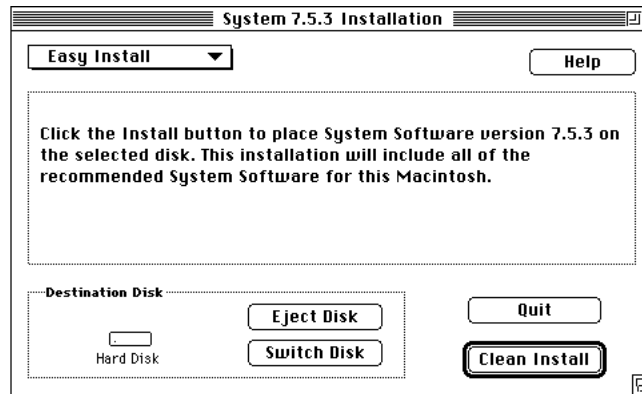 System 7.5.3 Installation
Easy Install
Help
Click the Install button to place System Software version 7.5.3 on
the selected disk. This installation will include all of the
recommended System Software for this Macintosh.
Destination Disk
Eject Disk
Quit
Hard Disk
Switch Disk
Clean Install